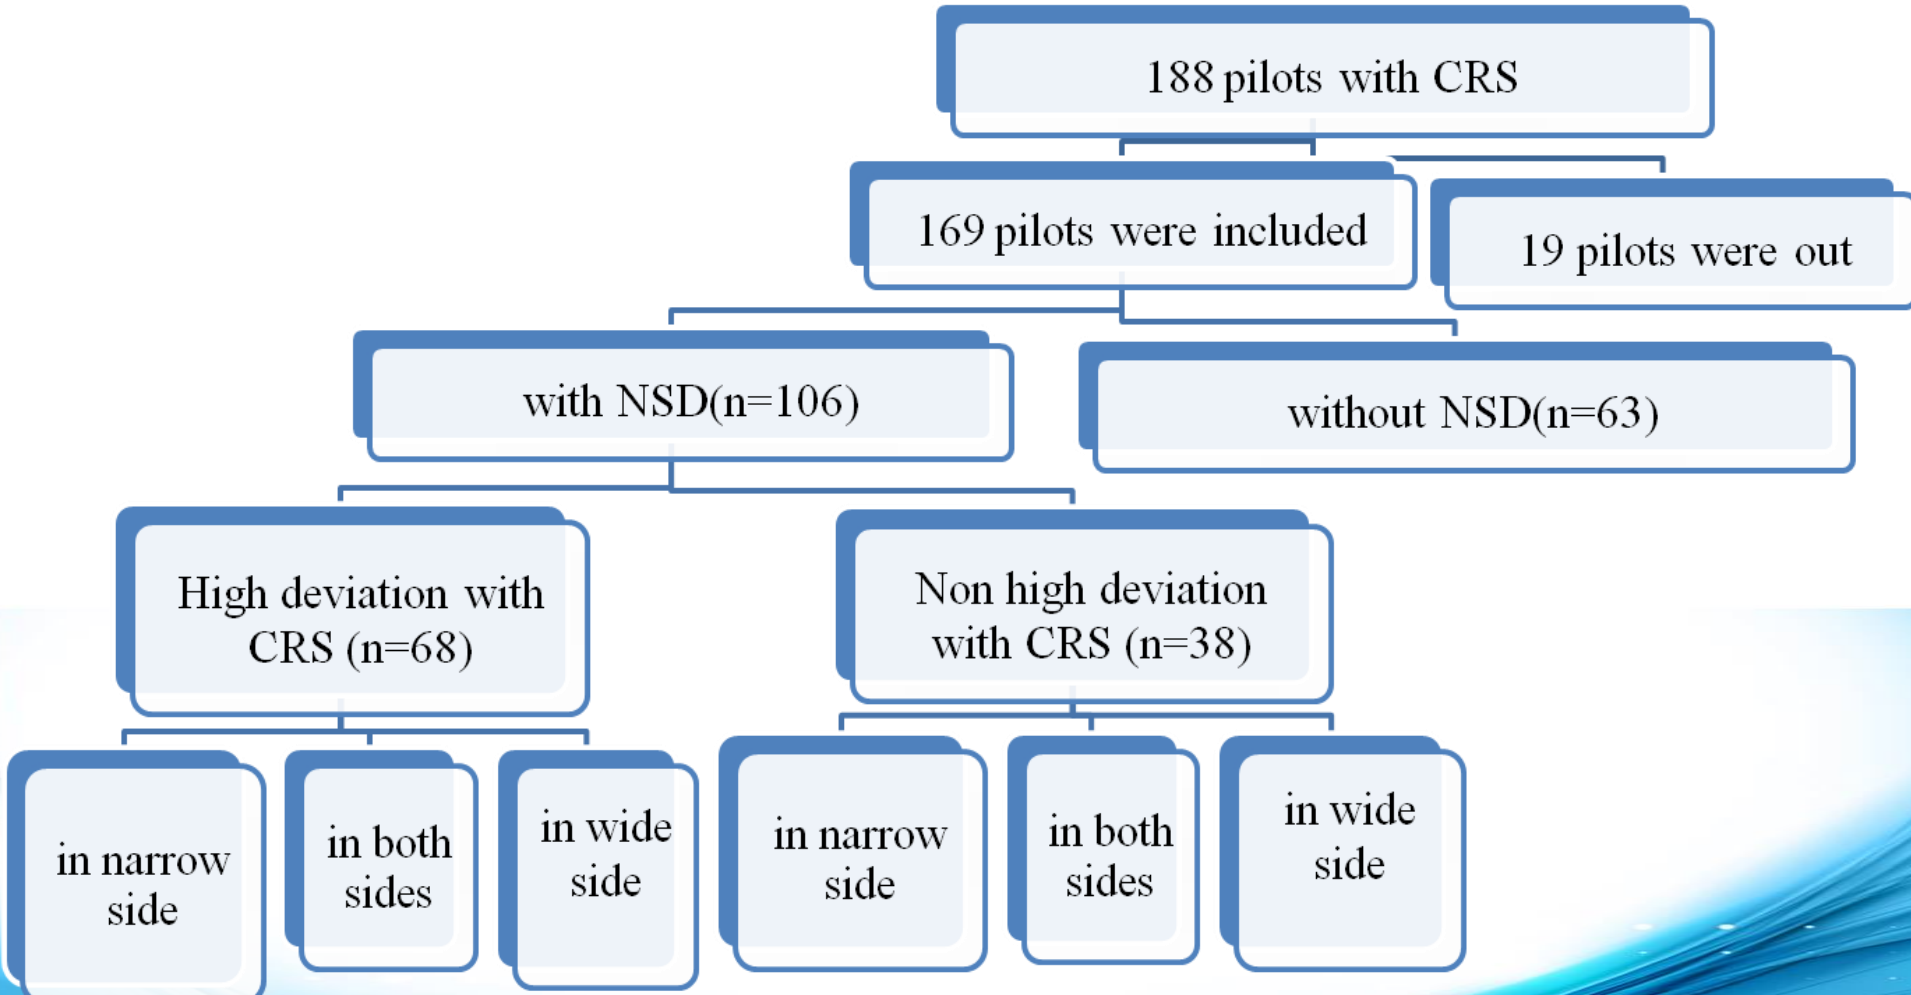 188 pilots with CRS
169 pilots were included
19 pilots were out
with NSD(n=106)
without NSD(n=63)
High deviation with
CRS (n=68)
Non high deviation
with CRS (n=38)
in narrow
side
in both
sides
in wide
side
in narrow
side
in both
sides
in wide
side